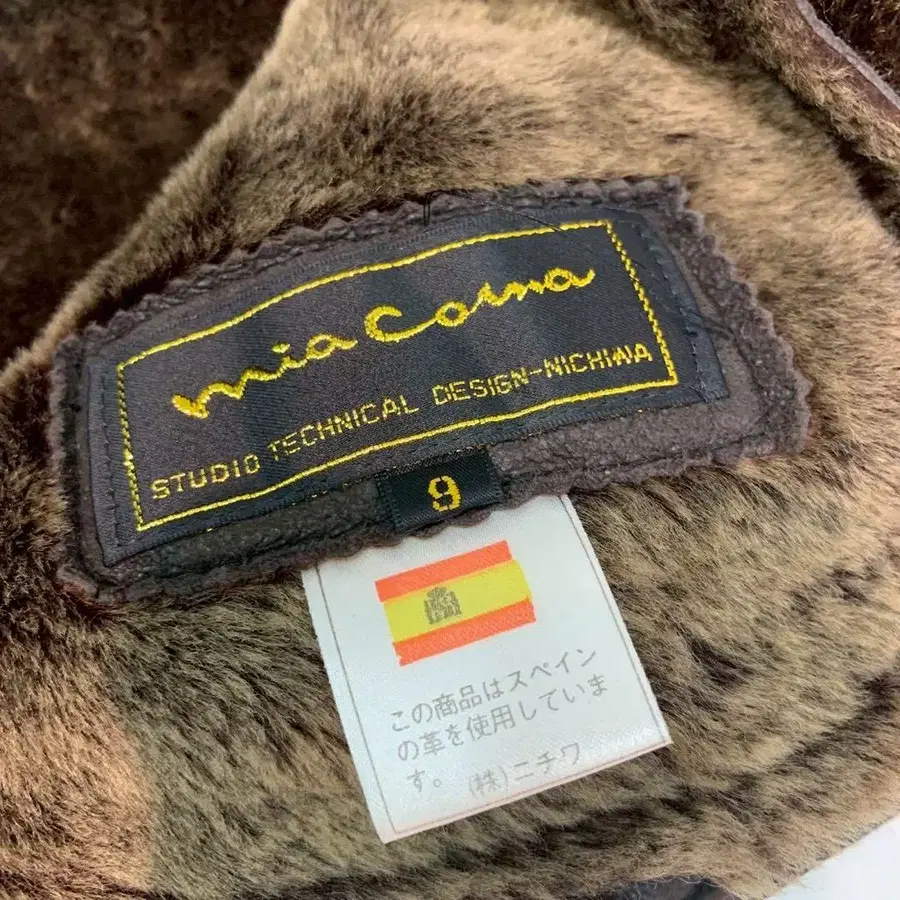 mia Cosma
STUDIO TECHNICAL DESIGN-NICHIWA
9
この商品はスペイン
の革を使用していま
す。 (株)ニチワ